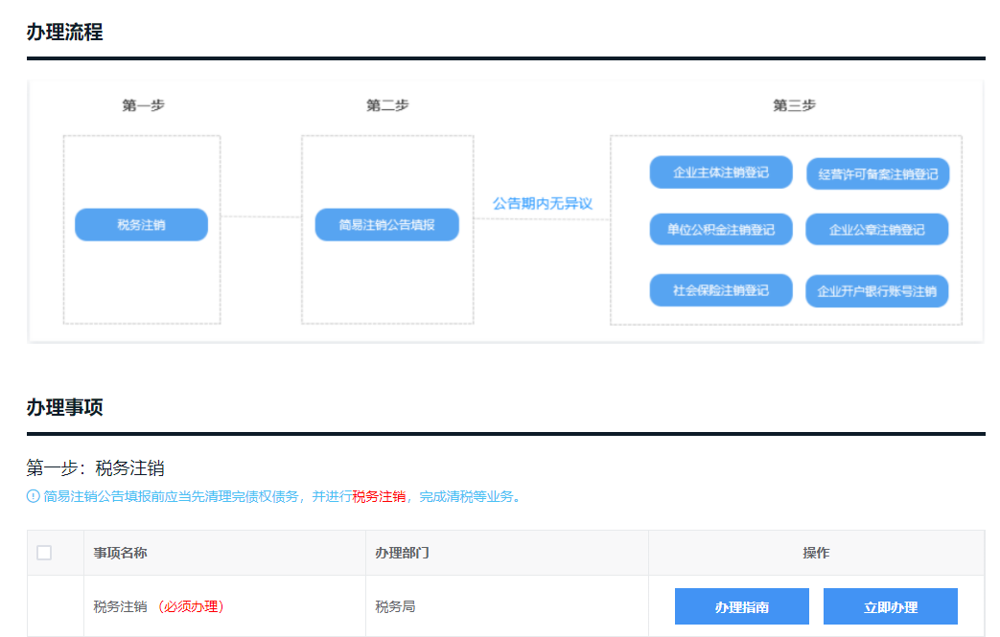 办理流程
第一步
第二步
第三步
税务注销
简易注销公告填报
公告期内无异议
企业主体注销登记
经营许可备案注销登记
单位公积金注销登记
企业公章注销登记
社会保险注销登记
企业开户银行账号注销
办理事项
第一步：税务注销
简易注销公告填报前应当先清理完债权债务，并进行税务注销，完成清税等业务。
事项名称
办理部门
操作
税务注销 （必须办理）
税务局
办理指南
立即办理